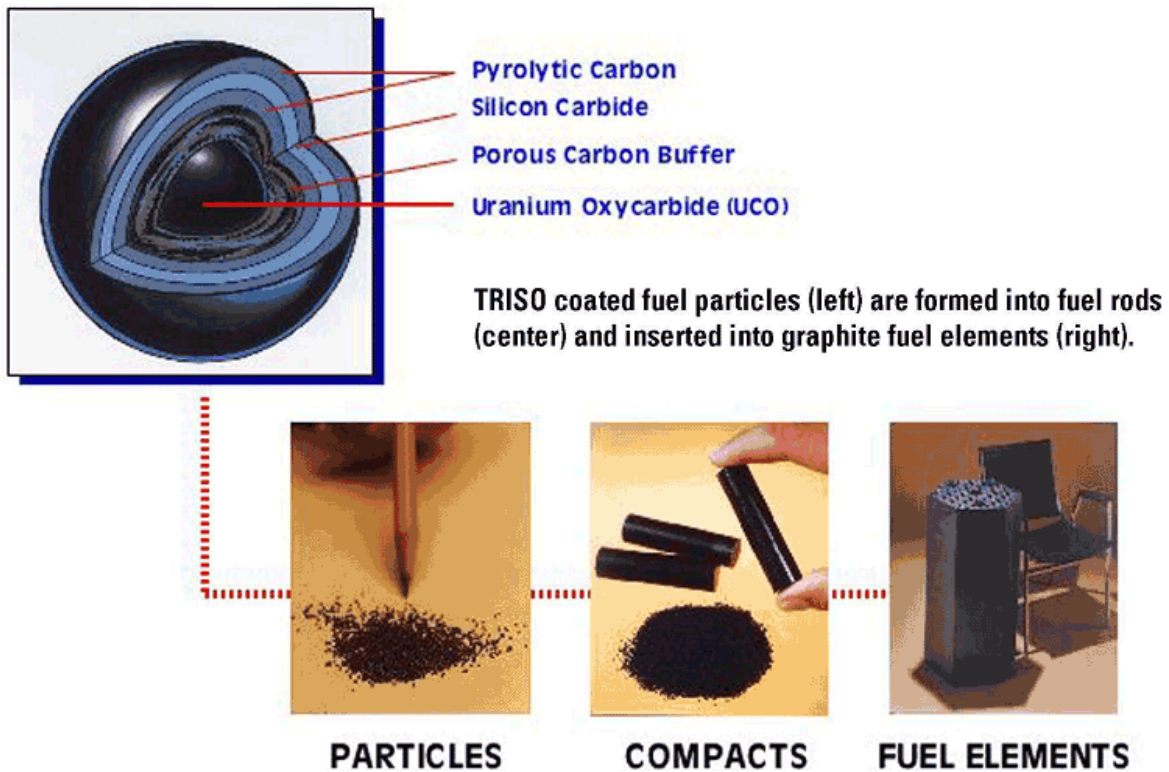 Pyrolytic Carbon
Silicon Carbide
Porous Carbon Buffer
Uranium Oxycarbide (UCO)
TRISO coated fuel particles (left) are formed into fuel rods
(center) and inserted into graphite fuel elements (right).
PARTICLES
COMPACTS
FUEL ELEMENTS